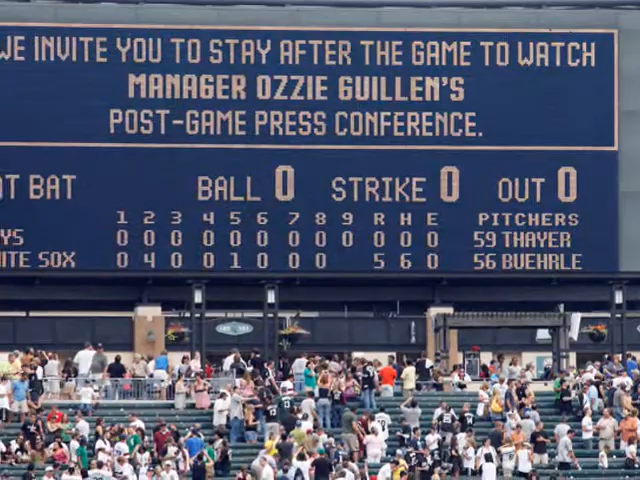 WE INVITE YOU TO STAY AFTER THE GAME TO WATCH
MANAGER OZZIE GUILLEN'S
POST-GAME PRESS CONFERENCE.
T BAT BALL 0 STRIKE 0 OUT 0
1 2 3 4 5 6 7 8 9 R H E PITCHERS
YS 0 0 0 0 0 0 0 0 0 0 0 0 59 THAYER
ITE SOX 0 4 0 0 1 0 0 0 5 6 0 56 BUEHRLE